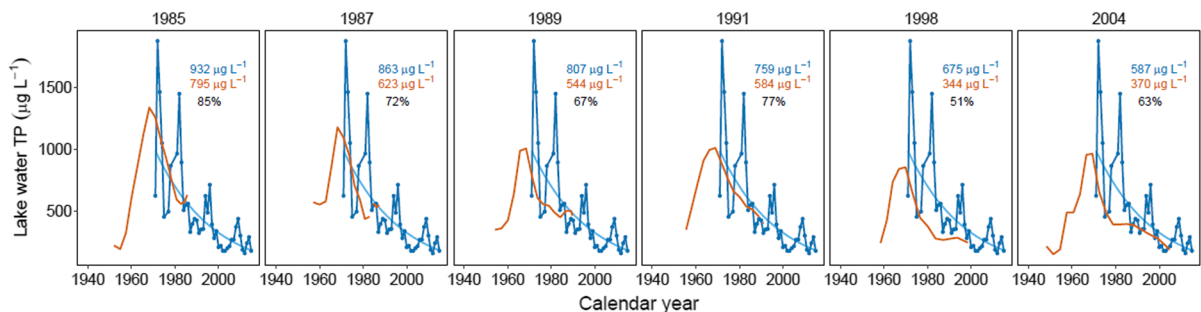 1985 1987 1989 1991 1998 2004
Lake water TP (μg L⁻¹)
1500
1000
500
932 μg L⁻¹
795 μg L⁻¹
85%
863 μg L⁻¹
623 μg L⁻¹
72%
807 μg L⁻¹
544 μg L⁻¹
67%
759 μg L⁻¹
584 μg L⁻¹
77%
675 μg L⁻¹
344 μg L⁻¹
51%
587 μg L⁻¹
370 μg L⁻¹
63%
1940 1960 1980 2000 1940 1960 1980 2000 1940 1960 1980 2000 1940 1960 1980 2000 1940 1960 1980 2000 1940 1960 1980 2000
Calendar year